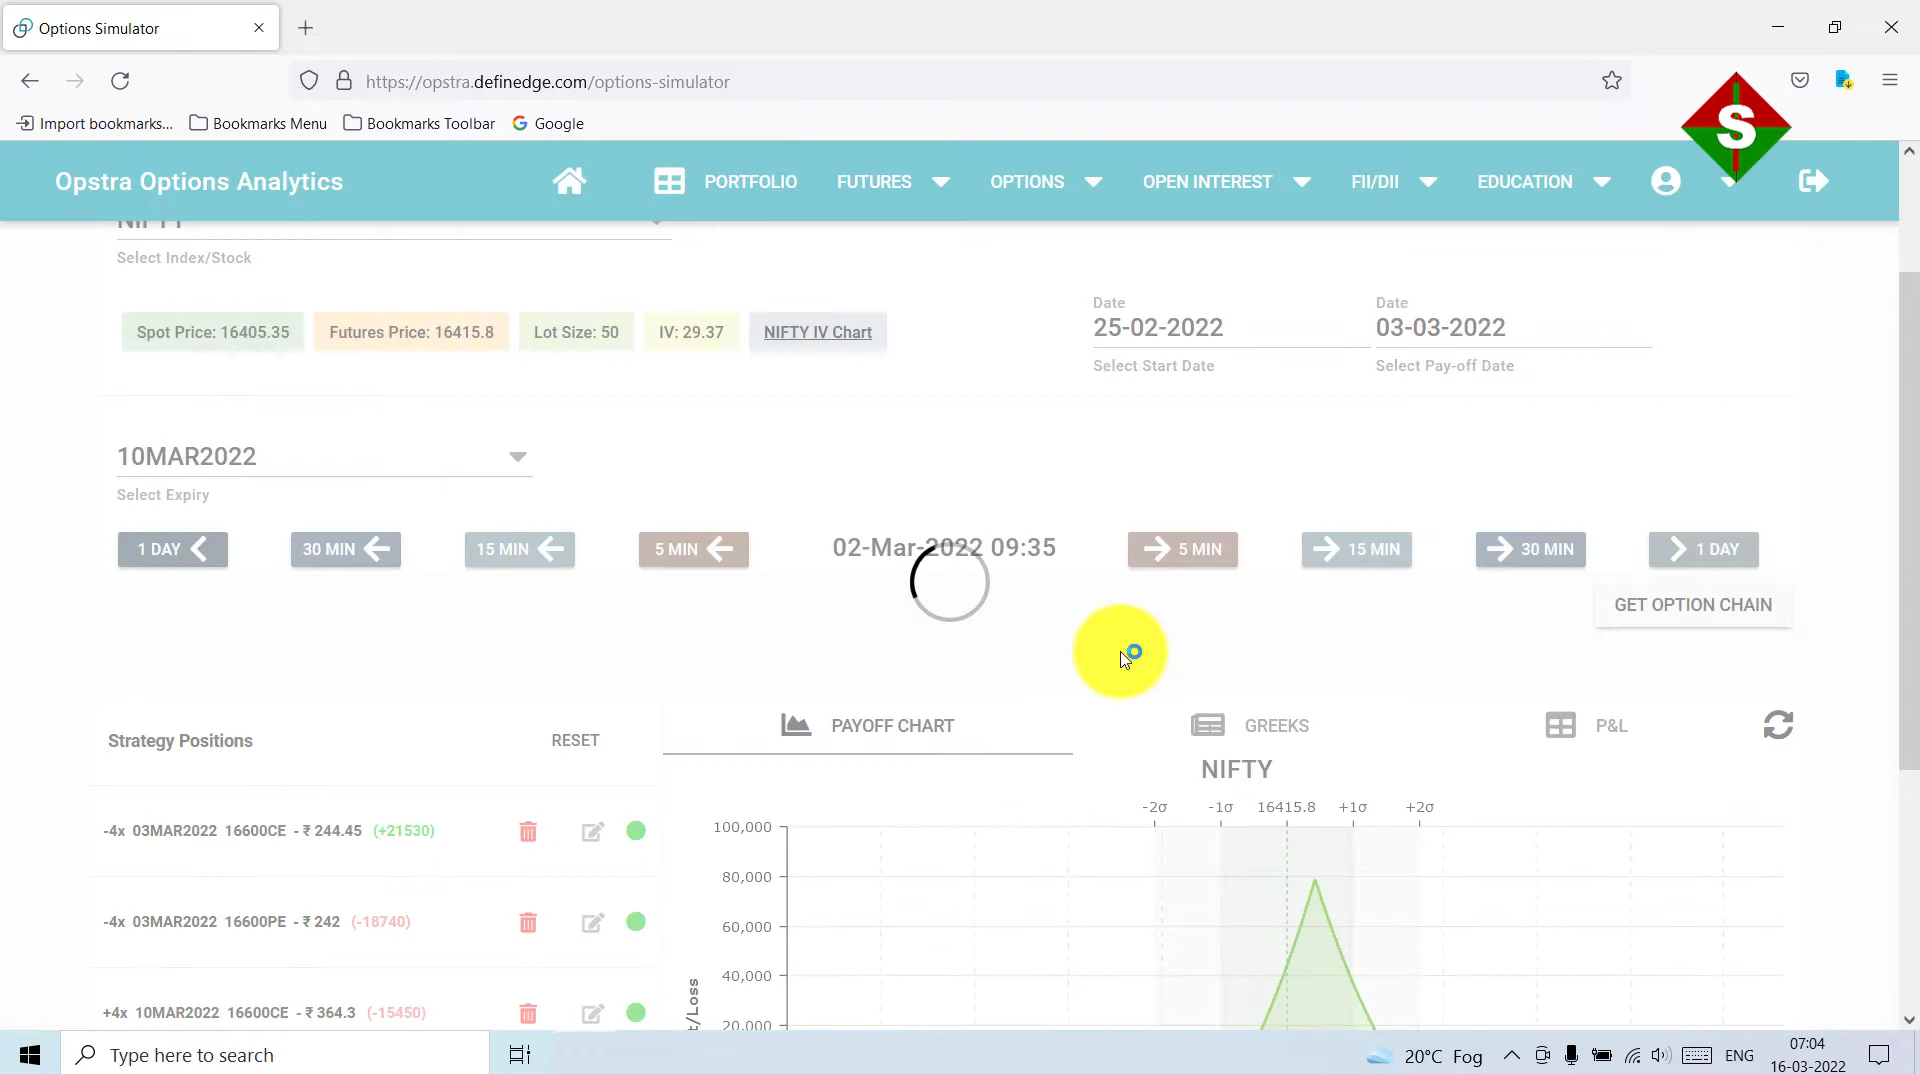 Options Simulator
https://opstra.definedge.com/options-simulator
Import bookmarks... Bookmarks Menu Bookmarks Toolbar Google
S
Opstra Options Analytics PORTFOLIO FUTURES OPTIONS OPEN INTEREST FII/DII EDUCATION
NIFTY
Select Index/Stock
Spot Price: 16405.35 Futures Price: 16415.8 Lot Size: 50 IV: 29.37 NIFTY IV Chart
Date Date
25-02-2022 03-03-2022
Select Start Date Select Pay-off Date
10MAR2022
Select Expiry
1 DAY 30 MIN 15 MIN 5 MIN 02-Mar-2022 09:35 5 MIN 15 MIN 30 MIN 1 DAY
GET OPTION CHAIN
Strategy Positions RESET PAYOFF CHART GREEKS P&L
NIFTY
-2σ -1σ 16415.8 +1σ +2σ
100,000
-4x 03MAR2022 16600CE - ₹ 244.45 (+21530)
80,000
-4x 03MAR2022 16600PE - ₹ 242 (-18740)
60,000
40,000
+4x 10MAR2022 16600CE - ₹ 364.3 (-15450)
20,000
t/Loss
Type here to search 20°C Fog ENG 07:04
16-03-2022